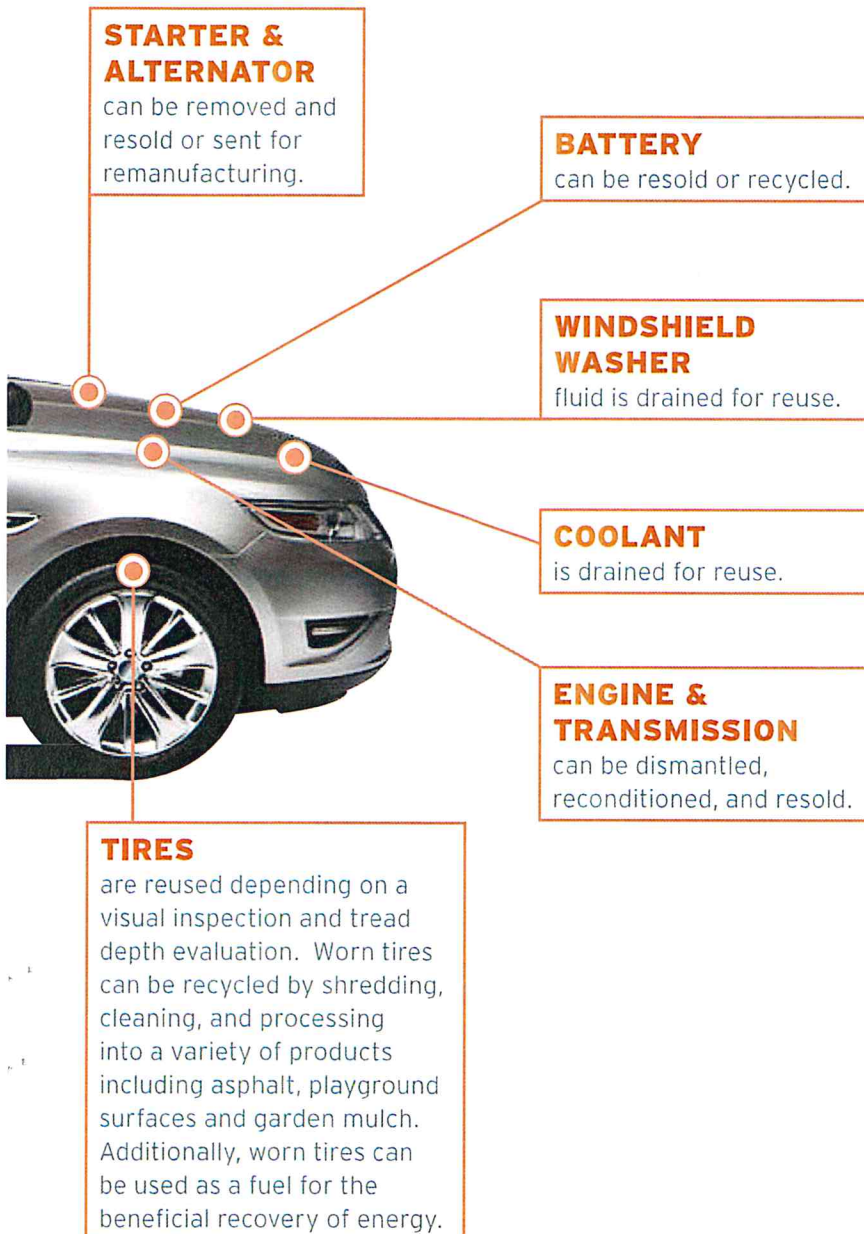 STARTER &
ALTERNATOR
can be removed and
resold or sent for
remanufacturing.
BATTERY
can be resold or recycled.
WINDSHIELD
WASHER
fluid is drained for reuse.
COOLANT
is drained for reuse.
ENGINE &
TRANSMISSION
can be dismantled,
reconditioned, and resold.
TIRES
are reused depending on a
visual inspection and tread
depth evaluation. Worn tires
can be recycled by shredding,
cleaning, and processing
into a variety of products
including asphalt, playground
surfaces and garden mulch.
Additionally, worn tires can
be used as a fuel for the
beneficial recovery of energy.